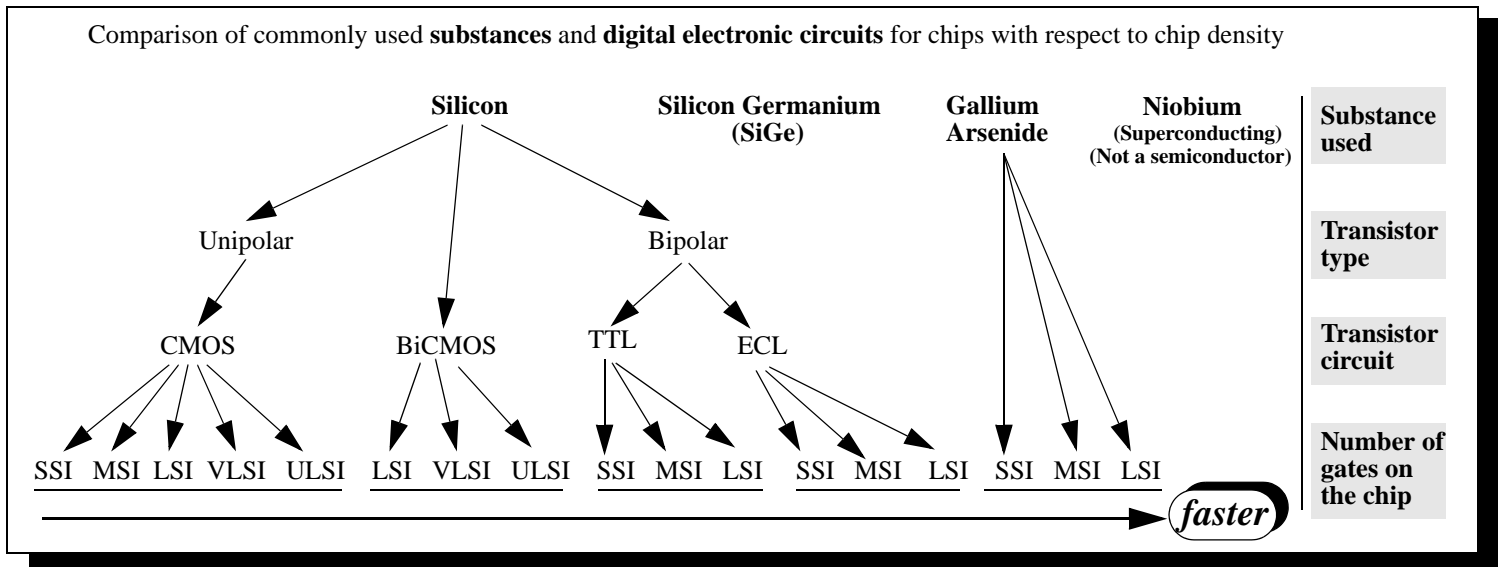 Comparison of commonly used substances and digital electronic circuits for chips with respect to chip density
Silicon
Silicon Germanium
(SiGe)
Gallium
Arsenide
Niobium
(Superconducting)
(Not a semiconductor)
Substance
used
Unipolar
Bipolar
Transistor
type
CMOS
BiCMOS
TTL
ECL
Transistor
circuit
SSI MSI LSI VLSI ULSI
LSI VLSI ULSI
SSI MSI LSI
SSI MSI LSI
SSI MSI LSI
Number of
gates on
the chip
faster